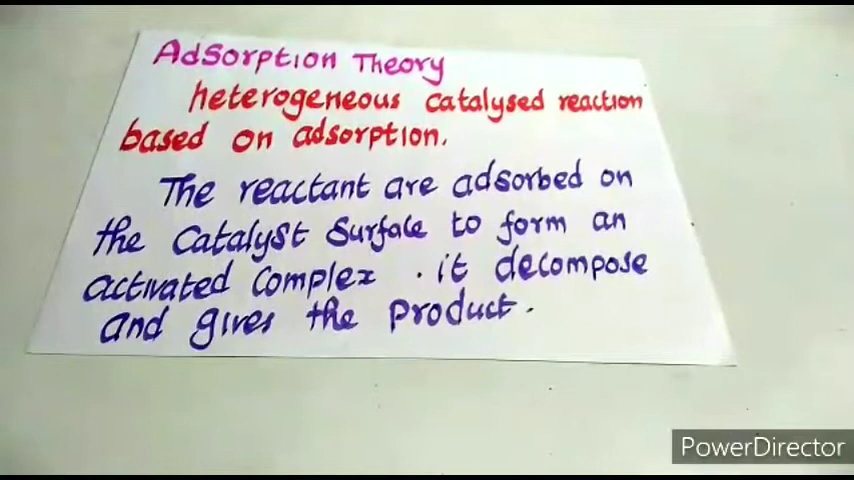 Adsorption Theory
heterogeneous catalysed reaction
based on adsorption.
The reactant are adsorbed on
the catalyst surface to form an
activated complex . it decompose
and gives the product .
PowerDirector